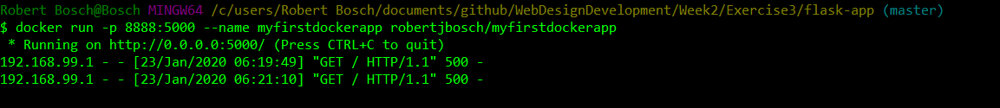 Robert Bosch@Bosch MINGW64 /c/users/Robert Bosch/documents/github/WebDesignDevelopment/Week2/Exercise3/flask-app (master)
$ docker run -p 8888:5000 --name myfirstdockerapp robertjbosch/myfirstdockerapp
 * Running on http://0.0.0.0:5000/ (Press CTRL+C to quit)
192.168.99.1 - - [23/Jan/2020 06:19:49] "GET / HTTP/1.1" 500 -
192.168.99.1 - - [23/Jan/2020 06:21:10] "GET / HTTP/1.1" 500 -